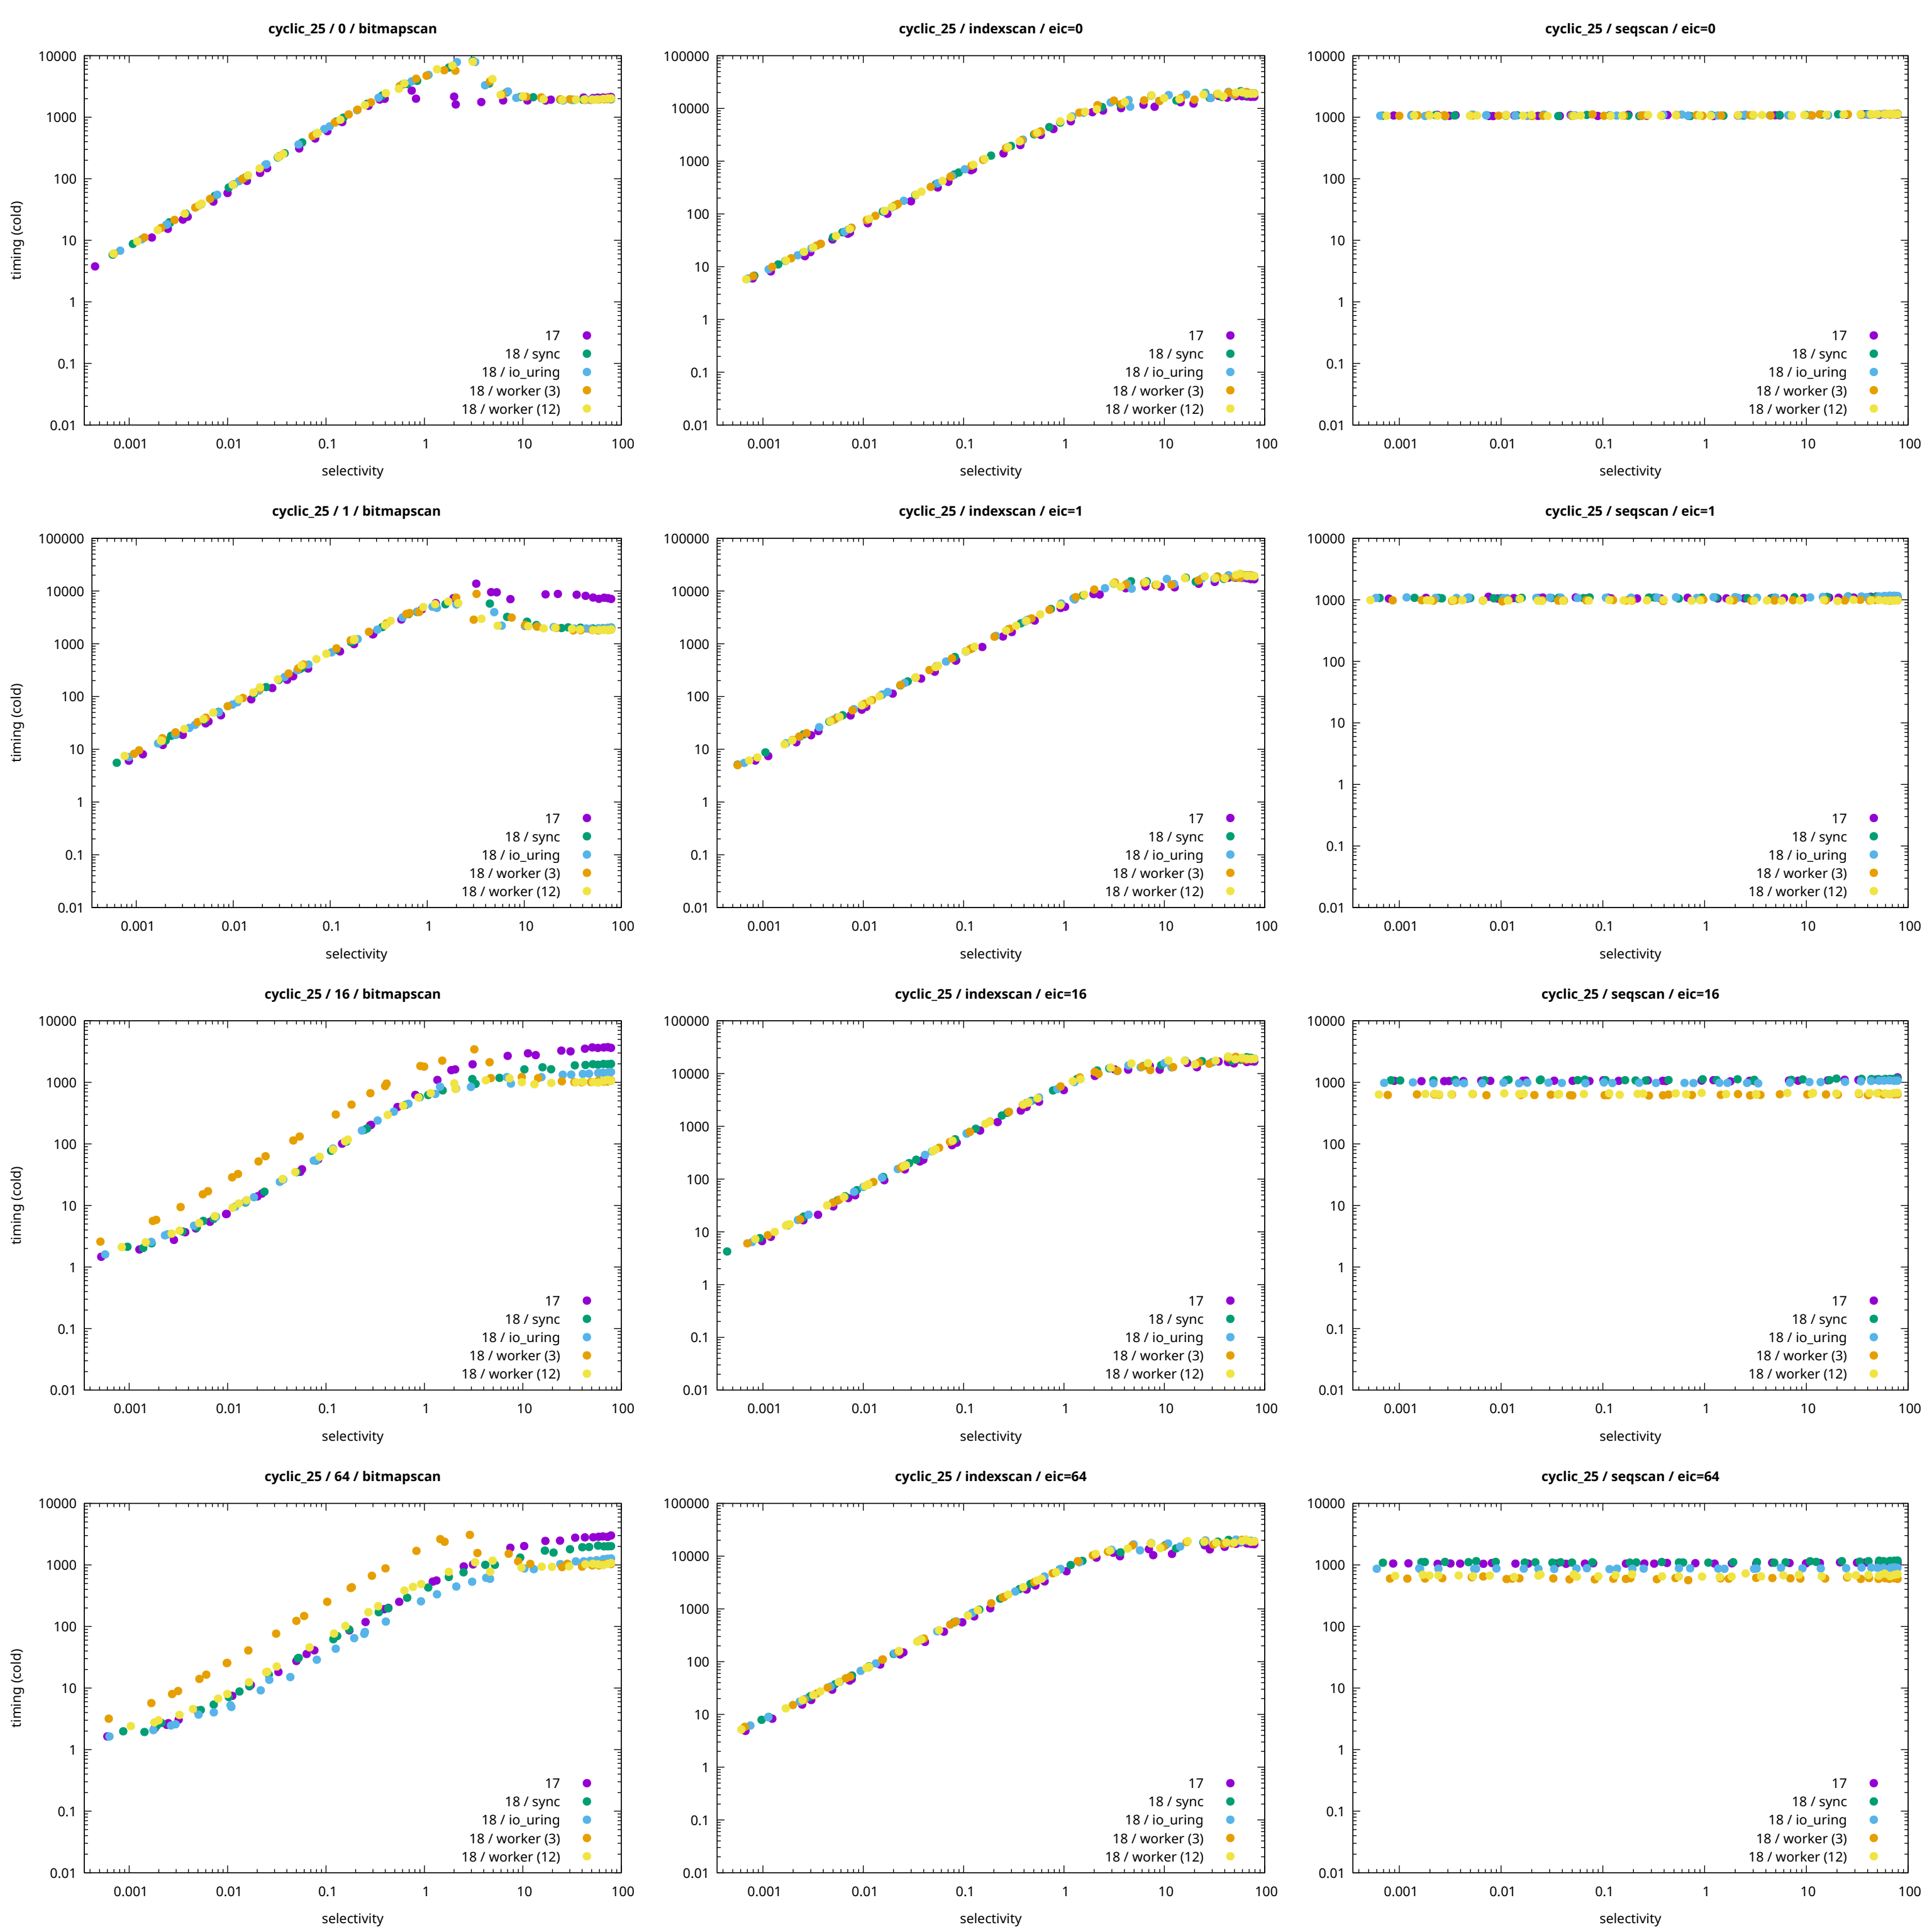 cyclic_25 / 0 / bitmapscan
timing (cold)
10000
1000
100
10
1
0.1
0.01
17
18 / sync
18 / io_uring
18 / worker (3)
18 / worker (12)
0.001 0.01 0.1 1 10 100
selectivity
cyclic_25 / indexscan / eic=0
100000
10000
1000
100
10
1
0.1
0.01
17
18 / sync
18 / io_uring
18 / worker (3)
18 / worker (12)
0.001 0.01 0.1 1 10 100
selectivity
cyclic_25 / seqscan / eic=0
10000
1000
100
10
1
0.1
0.01
17
18 / sync
18 / io_uring
18 / worker (3)
18 / worker (12)
0.001 0.01 0.1 1 10 100
selectivity
cyclic_25 / 1 / bitmapscan
timing (cold)
100000
10000
1000
100
10
1
0.1
0.01
17
18 / sync
18 / io_uring
18 / worker (3)
18 / worker (12)
0.001 0.01 0.1 1 10 100
selectivity
cyclic_25 / indexscan / eic=1
100000
10000
1000
100
10
1
0.1
0.01
17
18 / sync
18 / io_uring
18 / worker (3)
18 / worker (12)
0.001 0.01 0.1 1 10 100
selectivity
cyclic_25 / seqscan / eic=1
10000
1000
100
10
1
0.1
0.01
17
18 / sync
18 / io_uring
18 / worker (3)
18 / worker (12)
0.001 0.01 0.1 1 10 100
selectivity
cyclic_25 / 16 / bitmapscan
timing (cold)
10000
1000
100
10
1
0.1
0.01
17
18 / sync
18 / io_uring
18 / worker (3)
18 / worker (12)
0.001 0.01 0.1 1 10 100
selectivity
cyclic_25 / indexscan / eic=16
100000
10000
1000
100
10
1
0.1
0.01
17
18 / sync
18 / io_uring
18 / worker (3)
18 / worker (12)
0.001 0.01 0.1 1 10 100
selectivity
cyclic_25 / seqscan / eic=16
10000
1000
100
10
1
0.1
0.01
17
18 / sync
18 / io_uring
18 / worker (3)
18 / worker (12)
0.001 0.01 0.1 1 10 100
selectivity
cyclic_25 / 64 / bitmapscan
timing (cold)
10000
1000
100
10
1
0.1
0.01
17
18 / sync
18 / io_uring
18 / worker (3)
18 / worker (12)
0.001 0.01 0.1 1 10 100
selectivity
cyclic_25 / indexscan / eic=64
100000
10000
1000
100
10
1
0.1
0.01
17
18 / sync
18 / io_uring
18 / worker (3)
18 / worker (12)
0.001 0.01 0.1 1 10 100
selectivity
cyclic_25 / seqscan / eic=64
10000
1000
100
10
1
0.1
0.01
17
18 / sync
18 / io_uring
18 / worker (3)
18 / worker (12)
0.001 0.01 0.1 1 10 100
selectivity